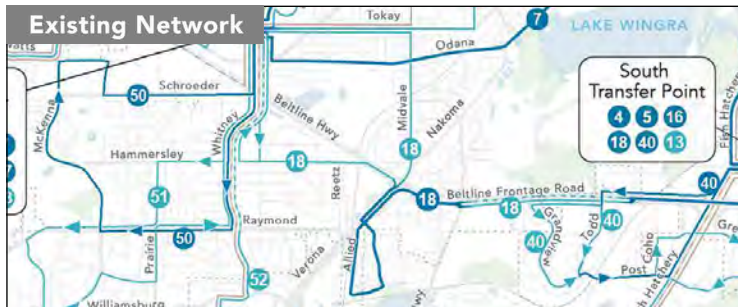 Existing Network
Tokay
7
LAKE WINGRA
Odana
Schroeder
50
McKenna
Whitney
Beltline Hwy
Midvale
Nakoma
South
Transfer Point
4 5 16
18 40 13
Fish Hatchery
Hammersley
18
18
Reetz
51
Beltline Frontage Road
40
18
18
Raymond
50
Prairie
Grandview
40
Todd
40
Verona
Allied
52
Post
Coho
Williamsburg